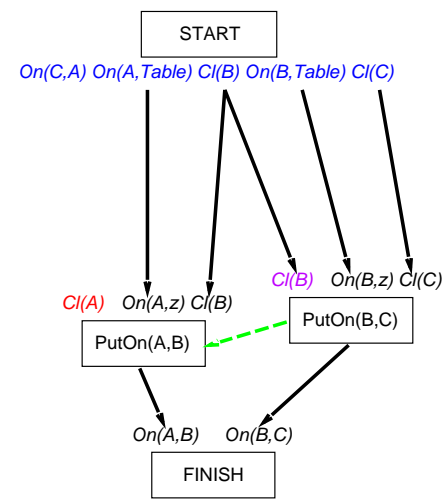 START
On(C,A) On(A,Table) Cl(B) On(B,Table) Cl(C)
Cl(B) On(B,z) Cl(C)
Cl(A) On(A,z) Cl(B)
PutOn(B,C)
PutOn(A,B)
On(A,B) On(B,C)
FINISH